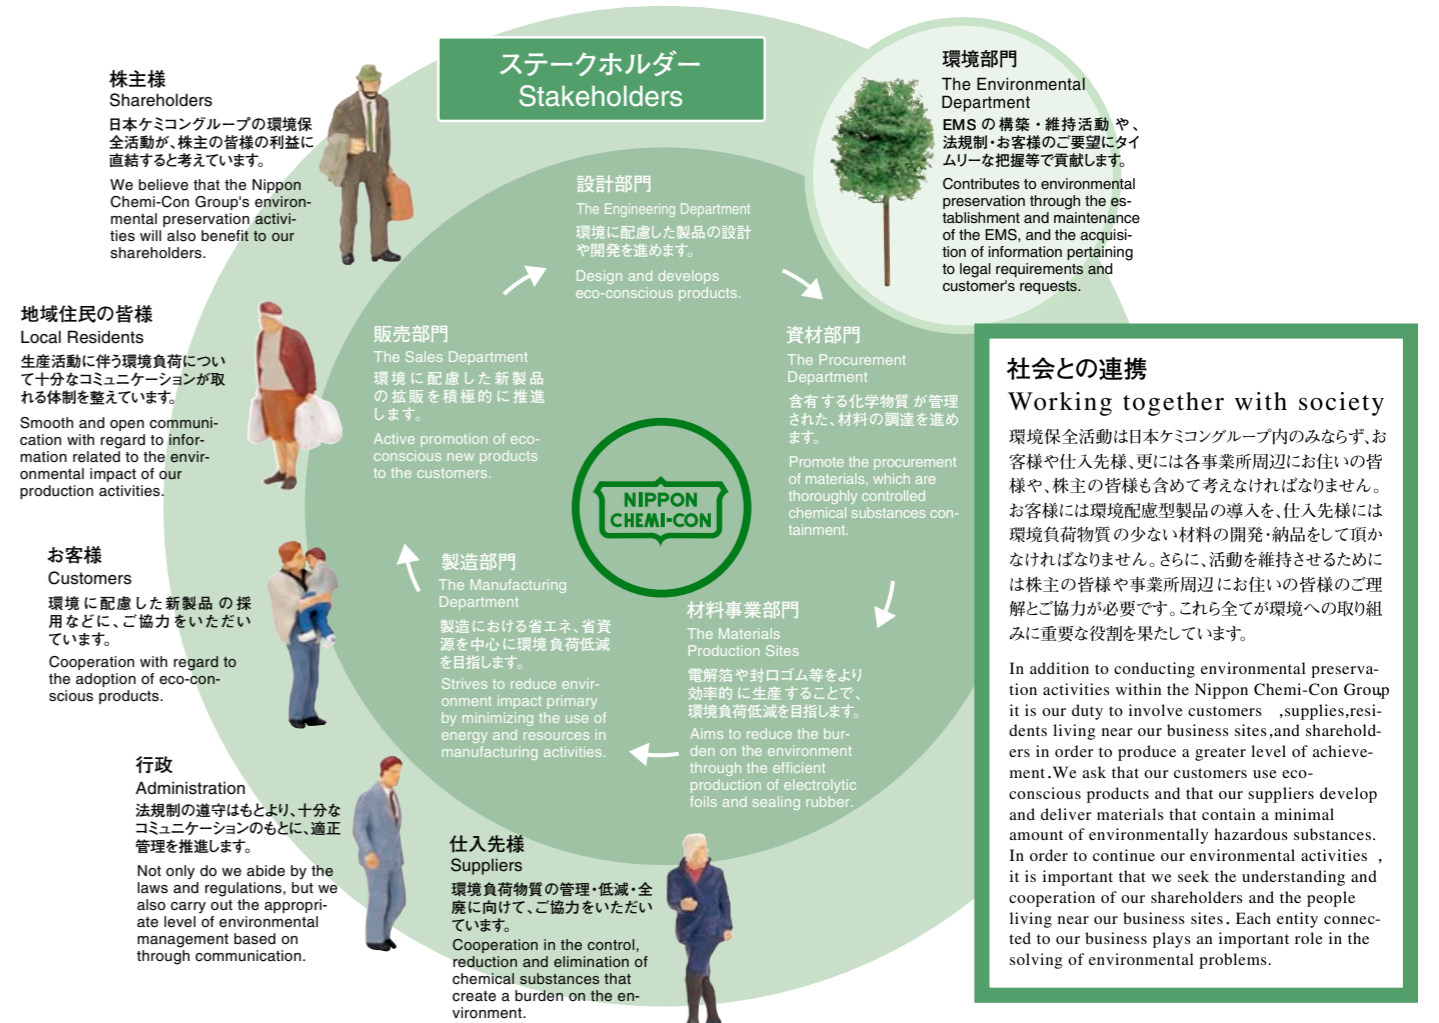 ステークホルダー
Stakeholders
株主様
Shareholders
日本ケミコングループの環境保
全活動が、株主の皆様の利益に
直結すると考えています。
We believe that the Nippon
Chemi-Con Group's environ-
mental preservation activi-
ties will also benefit to our
shareholders.
地域住民の皆様
Local Residents
生産活動に伴う環境負荷につい
て十分なコミュニケーションが取
れる体制を整えています。
Smooth and open communi-
cation with regard to infor-
mation related to the envir-
onmental impact of our
production activities.
お客様
Customers
環境に配慮した新製品の採
用などに、ご協力をいただい
ています。
Cooperation with regard to
the adoption of eco-con-
scious products.
行政
Administration
法規制の遵守はもとより、十分な
コミュニケーションのもとに、適正
管理を推進します。
Not only do we abide by the
laws and regulations, but we
also carry out the appropri-
ate level of environmental
management based on
through communication.
仕入先様
Suppliers
環境負荷物質の管理・低減・全
廃に向けて、ご協力をいただい
ています。
Cooperation in the control,
reduction and elimination of
chemical substances that
create a burden on the en-
vironment.
設計部門
The Engineering Department
環境に配慮した製品の設計
や開発を進めます。
Design and develops
eco-conscious products.
資材部門
The Procurement
Department
含有する化学物質が管理
された、材料の調達を進め
ます。
Promote the procurement
of materials, which are
thoroughly controlled
chemical substances con-
tainment.
材料事業部門
The Materials
Production Sites
電解箔や封口ゴム等をより
効率的に生産することで、
環境負荷低減を目指します。
Aims to reduce the bur-
den on the environment
through the efficient
production of electrolytic
foils and sealing rubber.
製造部門
The Manufacturing
Department
製造における省エネ、省資
源を中心に環境負荷低減
を目指します。
Strives to reduce envir-
onment impact primary
by minimizing the use of
energy and resources in
manufacturing activities.
販売部門
The Sales Department
環境に配慮した新製品
の拡販を積極的に推進
します。
Active promotion of eco-
conscious new products
to the customers.
NIPPON
CHEMI-CON
環境部門
The Environmental
Department
EMSの構築・維持活動や、
法規制・お客様のご要望にタイ
ムリーな把握等で貢献します。
Contributes to environmental
preservation through the es-
tablishment and maintenance
of the EMS, and the acquisi-
tion of information pertaining
to legal requirements and
customer's requests.
社会との連携
Working together with society
環境保全活動は日本ケミコングループ内のみならず、お
客様や仕入先様、更には各事業所周辺にお住いの皆
様や、株主の皆様も含めて考えなければなりません。
お客様には環境配慮型製品の導入を、仕入先様には
環境負荷物質の少ない材料の開発・納品をして頂か
なければなりません。さらに、活動を維持させるために
は株主の皆様や事業所周辺にお住いの皆様のご理
解とご協力が必要です。これら全てが環境への取り組
みに重要な役割を果たしています。
In addition to conducting environmental preserva-
tion activities within the Nippon Chemi-Con Group
it is our duty to involve customers ,supplies,resi-
dents living near our business sites,and sharehold-
ers in order to produce a greater level of achieve-
ment.We ask that our customers use eco-
conscious products and that our suppliers develop
and deliver materials that contain a minimal
amount of environmentally hazardous substances.
In order to continue our environmental activities ,
it is important that we seek the understanding and
cooperation of our shareholders and the people
living near our business sites. Each entity connec-
ted to our business plays an important role in the
solving of environmental problems.